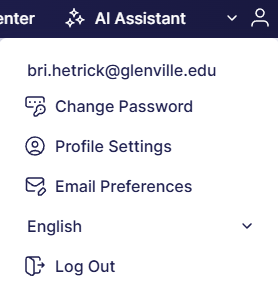 enter AI Assistant
bri.hetrick@glenville.edu
Change Password
Profile Settings
Email Preferences
English
Log Out